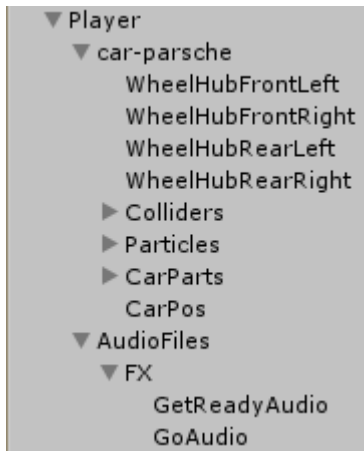 Player
car-parsche
WheelHubFrontLeft
WheelHubFrontRight
WheelHubRearLeft
WheelHubRearRight
Colliders
Particles
CarParts
CarPos
AudioFiles
FX
GetReadyAudio
GoAudio